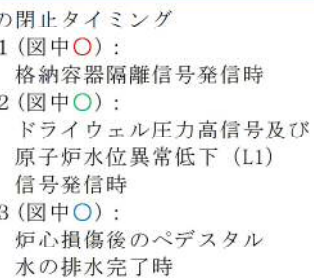 の閉止タイミング
1 (図中○) :
格納容器隔離信号発信時
2 (図中○) :
ドライウェル圧力高信号及び
原子炉水位異常低下 (L1)
信号発信時
3 (図中○) :
炉心損傷後のペデスタル
水の排水完了時